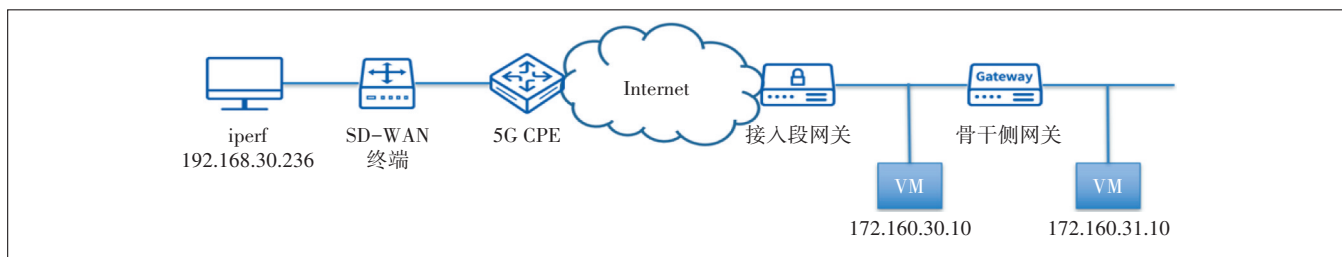 iperf
192.168.30.236
SD-WAN
终端
5G CPE
Internet
接入段网关
Gateway
骨干侧网关
VM
172.160.30.10
VM
172.160.31.10